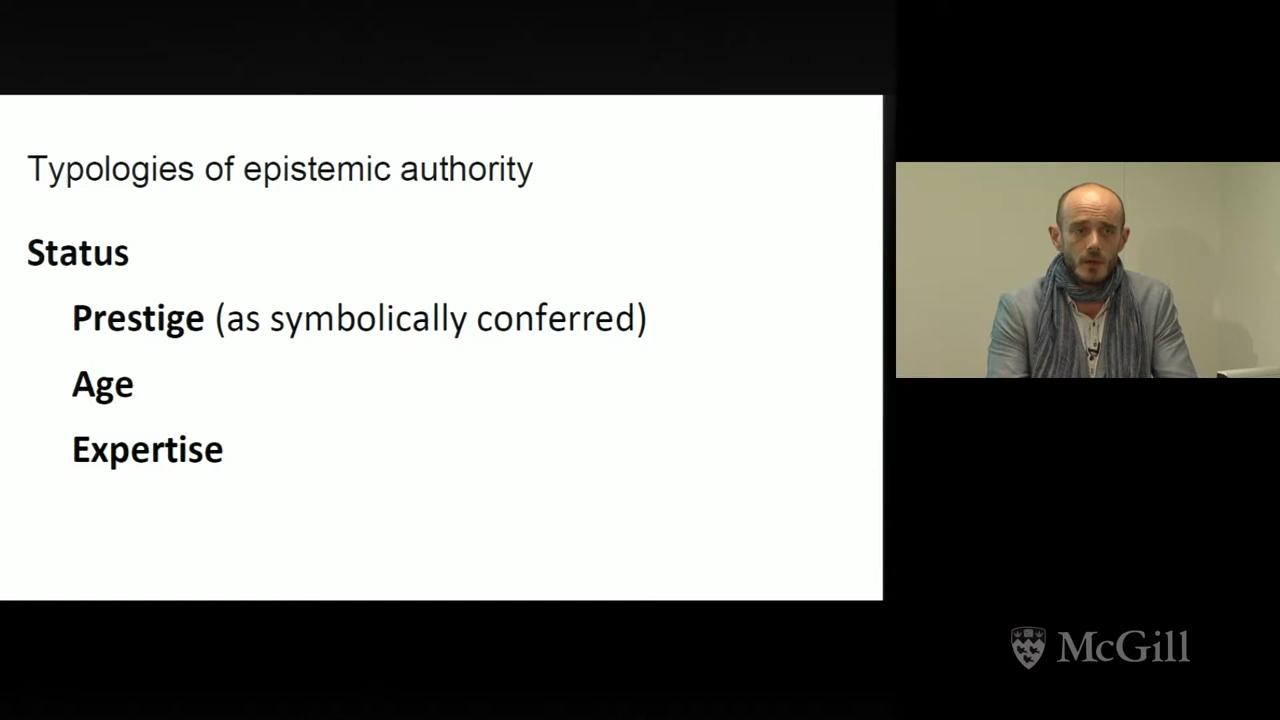 Typologies of epistemic authority
Status
Prestige (as symbolically conferred)
Age
Expertise
McGill